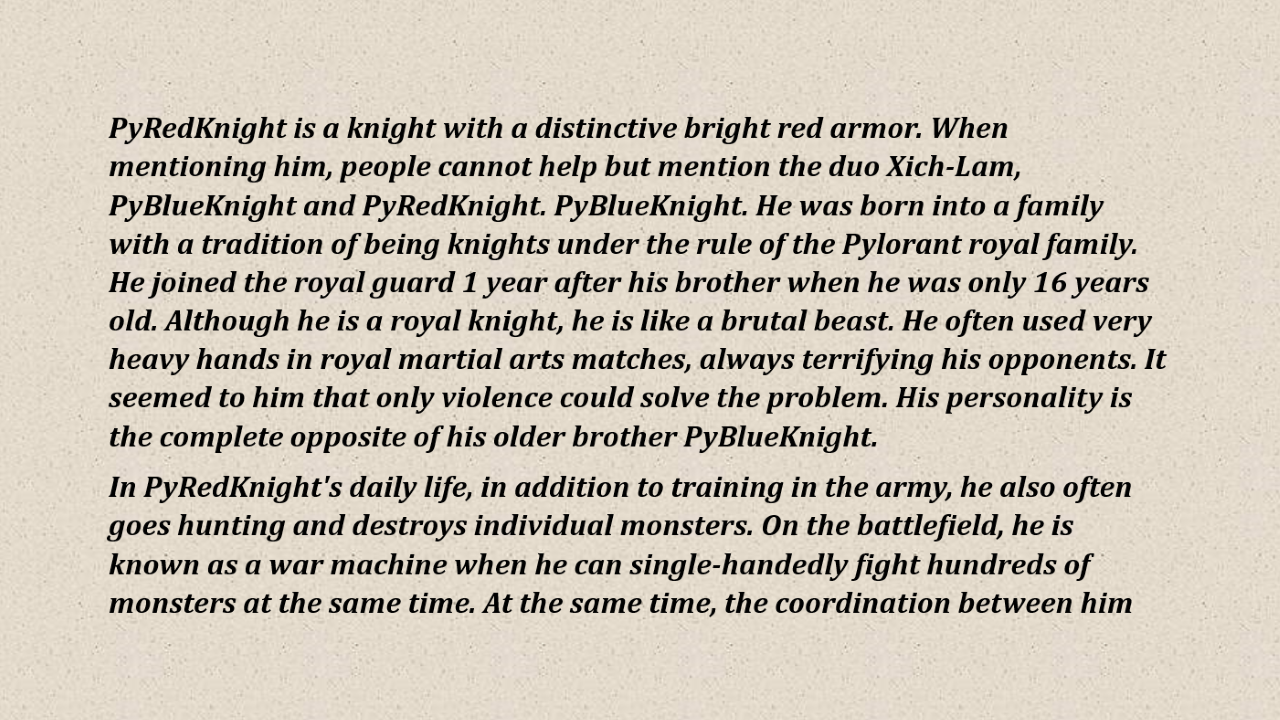 PyRedKnight is a knight with a distinctive bright red armor. When
mentioning him, people cannot help but mention the duo Xich-Lam,
PyBlueKnight and PyRedKnight. PyBlueKnight. He was born into a family
with a tradition of being knights under the rule of the Pylorant royal family.
He joined the royal guard 1 year after his brother when he was only 16 years
old. Although he is a royal knight, he is like a brutal beast. He often used very
heavy hands in royal martial arts matches, always terrifying his opponents. It
seemed to him that only violence could solve the problem. His personality is
the complete opposite of his older brother PyBlueKnight.
In PyRedKnight's daily life, in addition to training in the army, he also often
goes hunting and destroys individual monsters. On the battlefield, he is
known as a war machine when he can single-handedly fight hundreds of
monsters at the same time. At the same time, the coordination between him